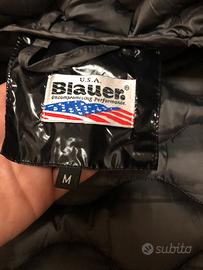 U.S.A.
Blauer.
Uncompromising Performance
M
subito